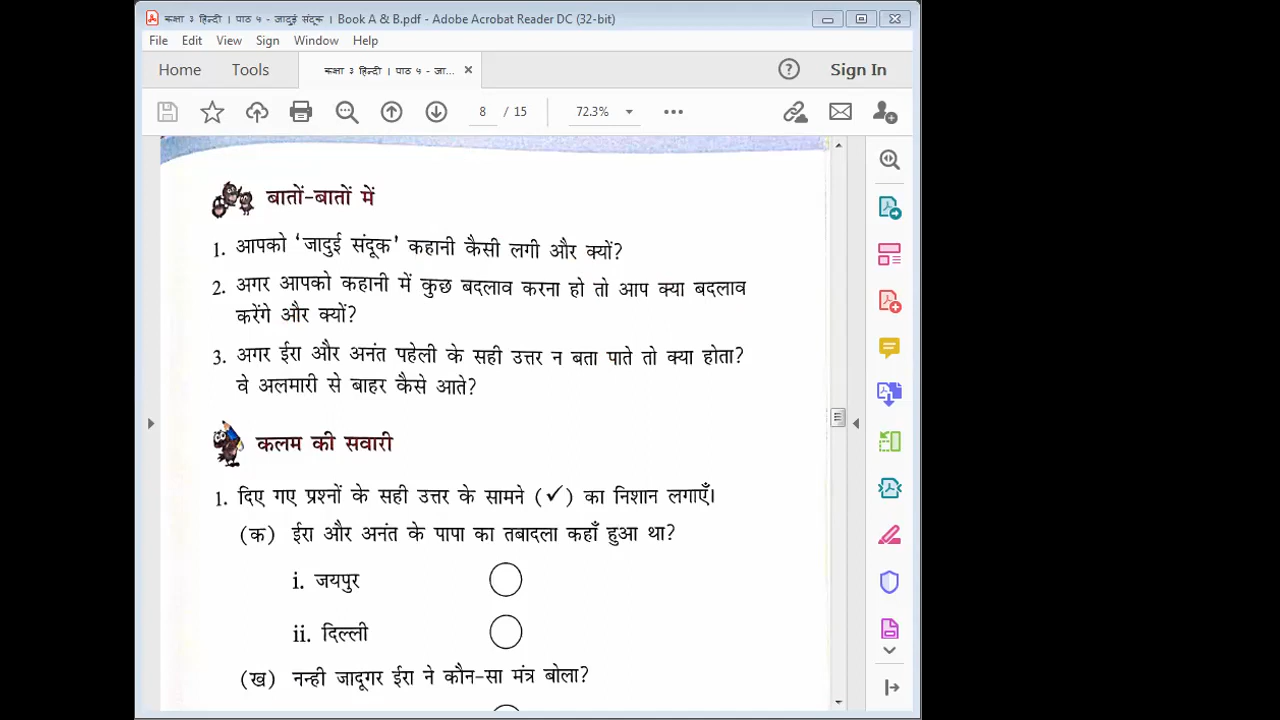 कक्षा ३ हिन्दी । पाठ ५ - जादुई संदूक । Book A & B.pdf - Adobe Acrobat Reader DC (32-bit)
File Edit View Sign Window Help
Home Tools कक्षा ३ हिन्दी । पाठ ५ - जा... × Sign In
8 / 15 72.3%
बातों-बातों में
1. आपको ‘जादुई संदूक’ कहानी कैसी लगी और क्यों?
2. अगर आपको कहानी में कुछ बदलाव करना हो तो आप क्या बदलाव
करेंगे और क्यों?
3. अगर ईरा और अनंत पहेली के सही उत्तर न बता पाते तो क्या होता?
वे अलमारी से बाहर कैसे आते?
कलम की सवारी
1. दिए गए प्रश्नों के सही उत्तर के सामने (✓) का निशान लगाएँ।
(क) ईरा और अनंत के पापा का तबादला कहाँ हुआ था?
i. जयपुर
ii. दिल्ली
(ख) नन्ही जादूगर ईरा ने कौन-सा मंत्र बोला?